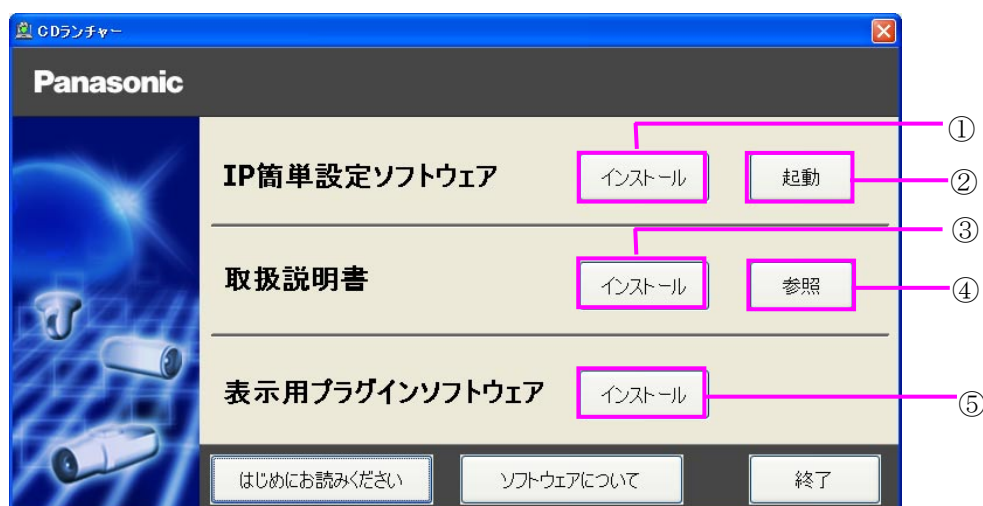 CDランチャー
Panasonic
①
IP簡単設定ソフトウェア
インストール
起動
②
③
取扱説明書
インストール
参照
④
表示用プラグインソフトウェア
インストール
⑤
はじめにお読みください
ソフトウェアについて
終了